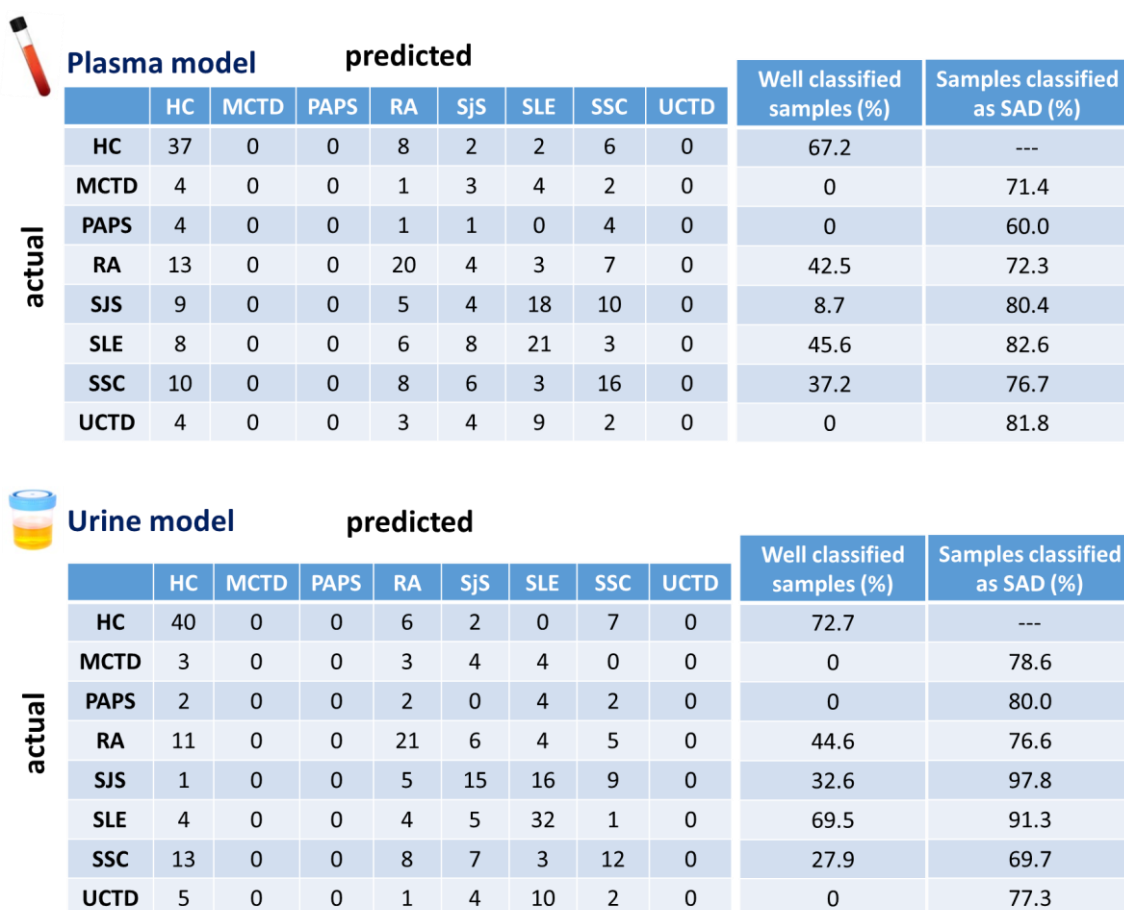 Plasma model predicted
Well classified samples (%) Samples classified as SAD (%)
HC MCTD PAPS RA SjS SLE SSC UCTD
actual
HC 37 0 0 8 2 2 6 0 67.2 ---
MCTD 4 0 0 1 3 4 2 0 0 71.4
PAPS 4 0 0 1 1 0 4 0 0 60.0
RA 13 0 0 20 4 3 7 0 42.5 72.3
SJS 9 0 0 5 4 18 10 0 8.7 80.4
SLE 8 0 0 6 8 21 3 0 45.6 82.6
SSC 10 0 0 8 6 3 16 0 37.2 76.7
UCTD 4 0 0 3 4 9 2 0 0 81.8
Urine model predicted
Well classified samples (%) Samples classified as SAD (%)
HC MCTD PAPS RA SjS SLE SSC UCTD
actual
HC 40 0 0 6 2 0 7 0 72.7 ---
MCTD 3 0 0 3 4 4 0 0 0 78.6
PAPS 2 0 0 2 0 4 2 0 0 80.0
RA 11 0 0 21 6 4 5 0 44.6 76.6
SJS 1 0 0 5 15 16 9 0 32.6 97.8
SLE 4 0 0 4 5 32 1 0 69.5 91.3
SSC 13 0 0 8 7 3 12 0 27.9 69.7
UCTD 5 0 0 1 4 10 2 0 0 77.3